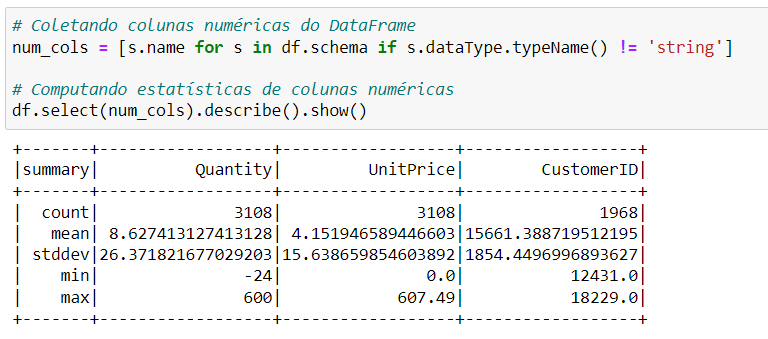 # Coletando colunas numéricas do DataFrame
num_cols = [s.name for s in df.schema if s.dataType.typeName() != 'string']
# Computando estatísticas de colunas numéricas
df.select(num_cols).describe().show()
+-------+-----------------+------------------+------------------+
|summary|         Quantity|         UnitPrice|        CustomerID|
+-------+-----------------+------------------+------------------+
|  count|             3108|              3108|              1968|
|   mean| 8.627413127413128| 4.151946589446603|15661.388719512195|
| stddev|26.371821677029203|15.638659854603892|1854.4496996893627|
|    min|              -24|               0.0|           12431.0|
|    max|              600|            607.49|           18229.0|
+-------+-----------------+------------------+------------------+